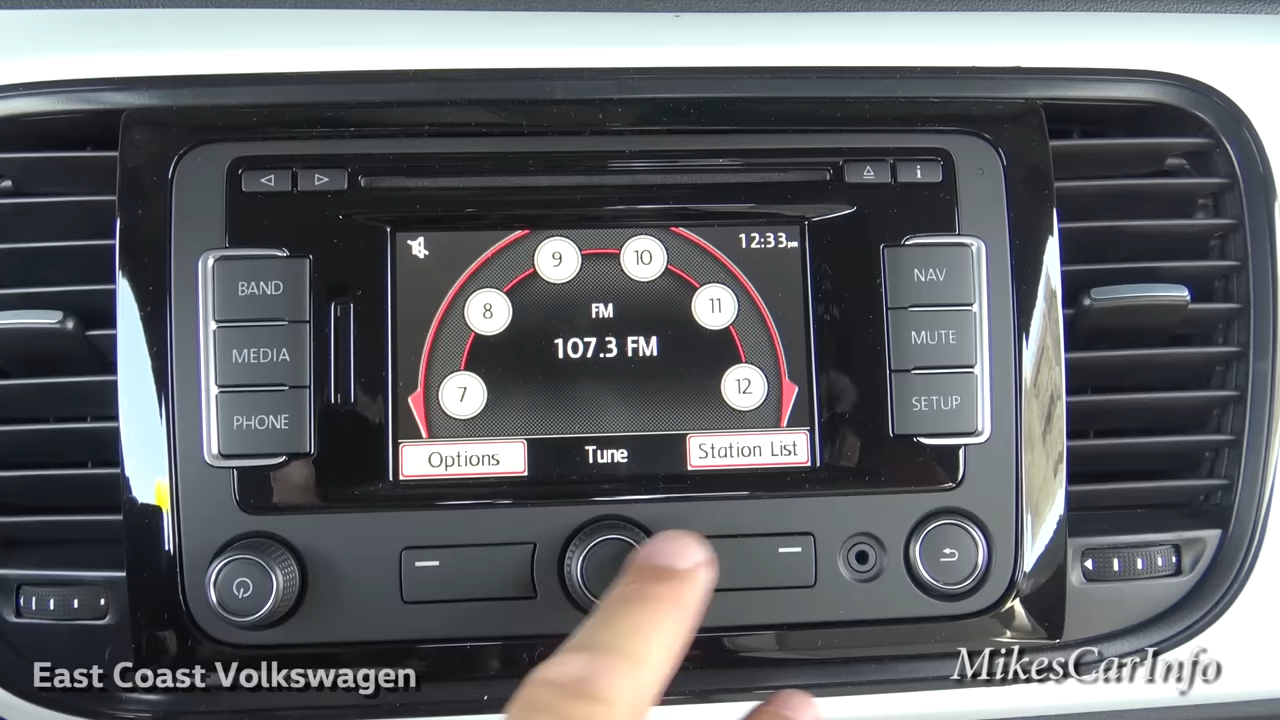 i
12:33pm
9 10
8 11
7 12
FM
107.3 FM
Options Tune Station List
BAND
MEDIA
PHONE
NAV
MUTE
SETUP
East Coast Volkswagen
MikesCarInfo